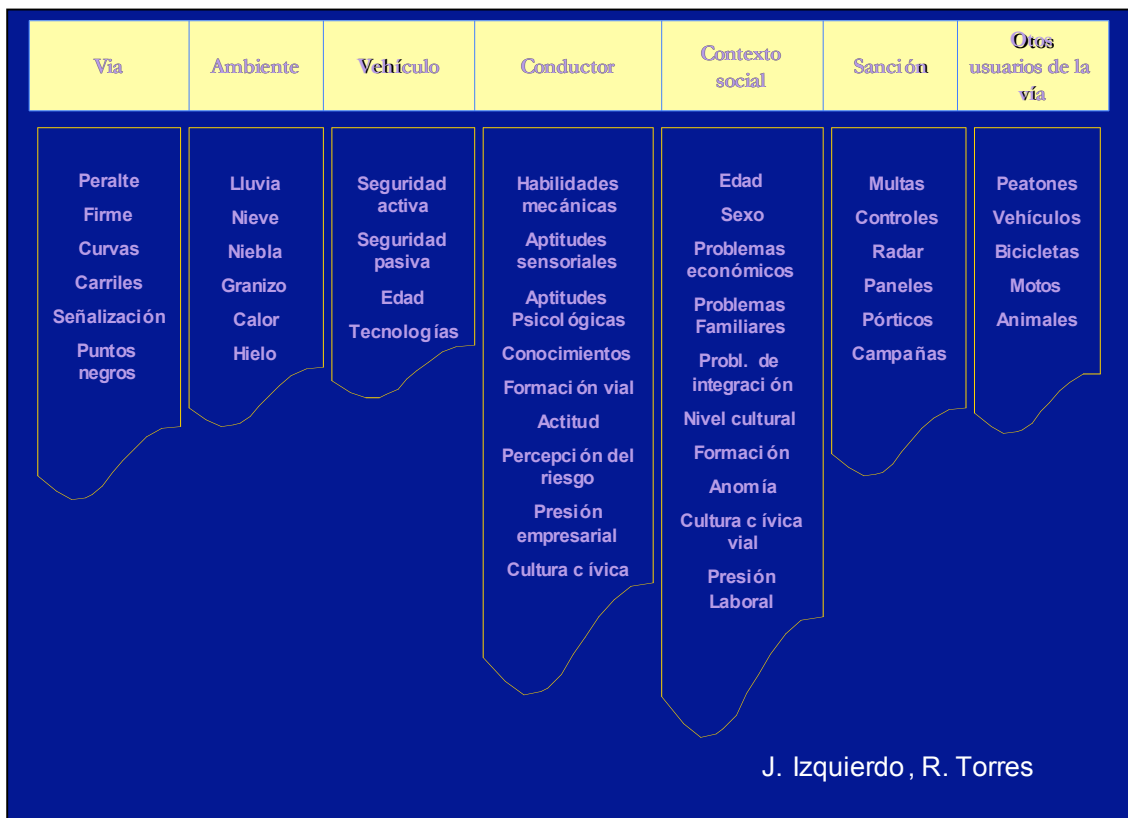 Via
Ambiente
Vehículo
Conductor
Contexto
social
Sanción
Otos
usuarios de la
vía
Peralte
Firme
Curvas
Carriles
Señalización
Puntos
negros
Lluvia
Nieve
Niebla
Granizo
Calor
Hielo
Seguridad
activa
Seguridad
pasiva
Edad
Tecnologías
Habilidades
mecánicas
Aptitudes
sensoriales
Aptitudes
Psicológicas
Conocimientos
Formación vial
Actitud
Percepción del
riesgo
Presión
empresarial
Cultura cívica
Edad
Sexo
Problemas
económicos
Problemas
Familiares
Probl. de
integración
Nivel cultural
Formación
Anomía
Cultura cívica
vial
Presión
Laboral
Multas
Controles
Radar
Paneles
Pórticos
Campañas
Peatones
Vehículos
Bicicletas
Motos
Animales
J. Izquierdo, R. Torres